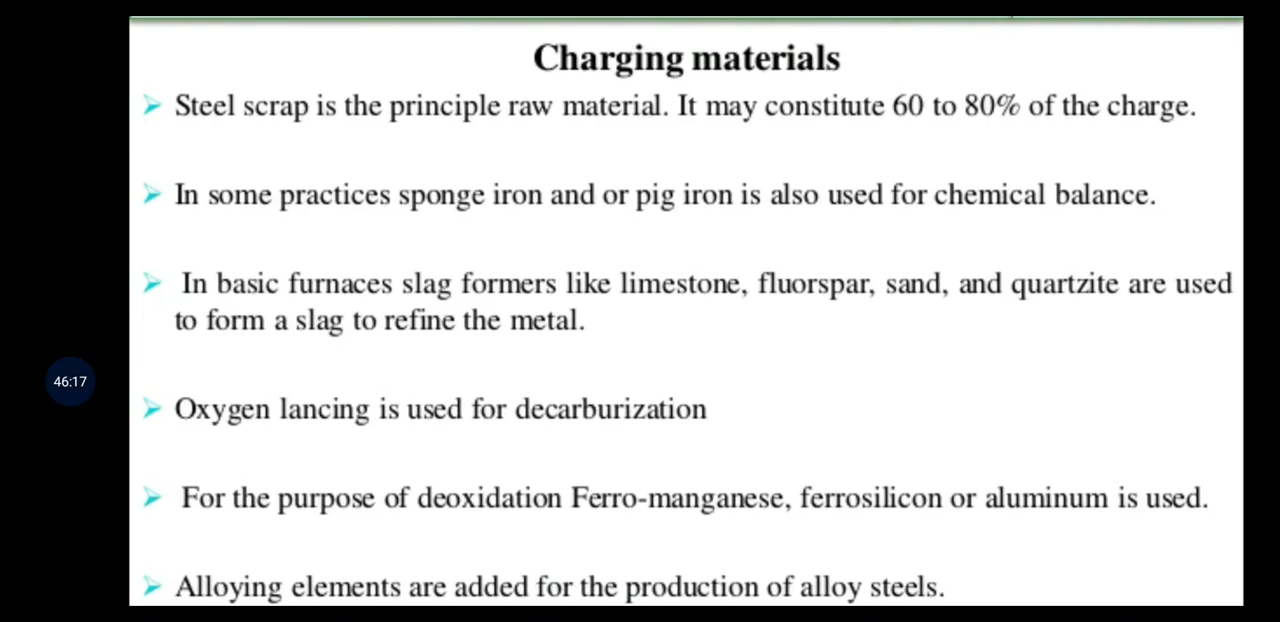 Charging materials
Steel scrap is the principle raw material. It may constitute 60 to 80% of the charge.
In some practices sponge iron and or pig iron is also used for chemical balance.
In basic furnaces slag formers like limestone, fluorspar, sand, and quartzite are used
to form a slag to refine the metal.
46:17
Oxygen lancing is used for decarburization
For the purpose of deoxidation Ferro-manganese, ferrosilicon or aluminum is used.
Alloying elements are added for the production of alloy steels.